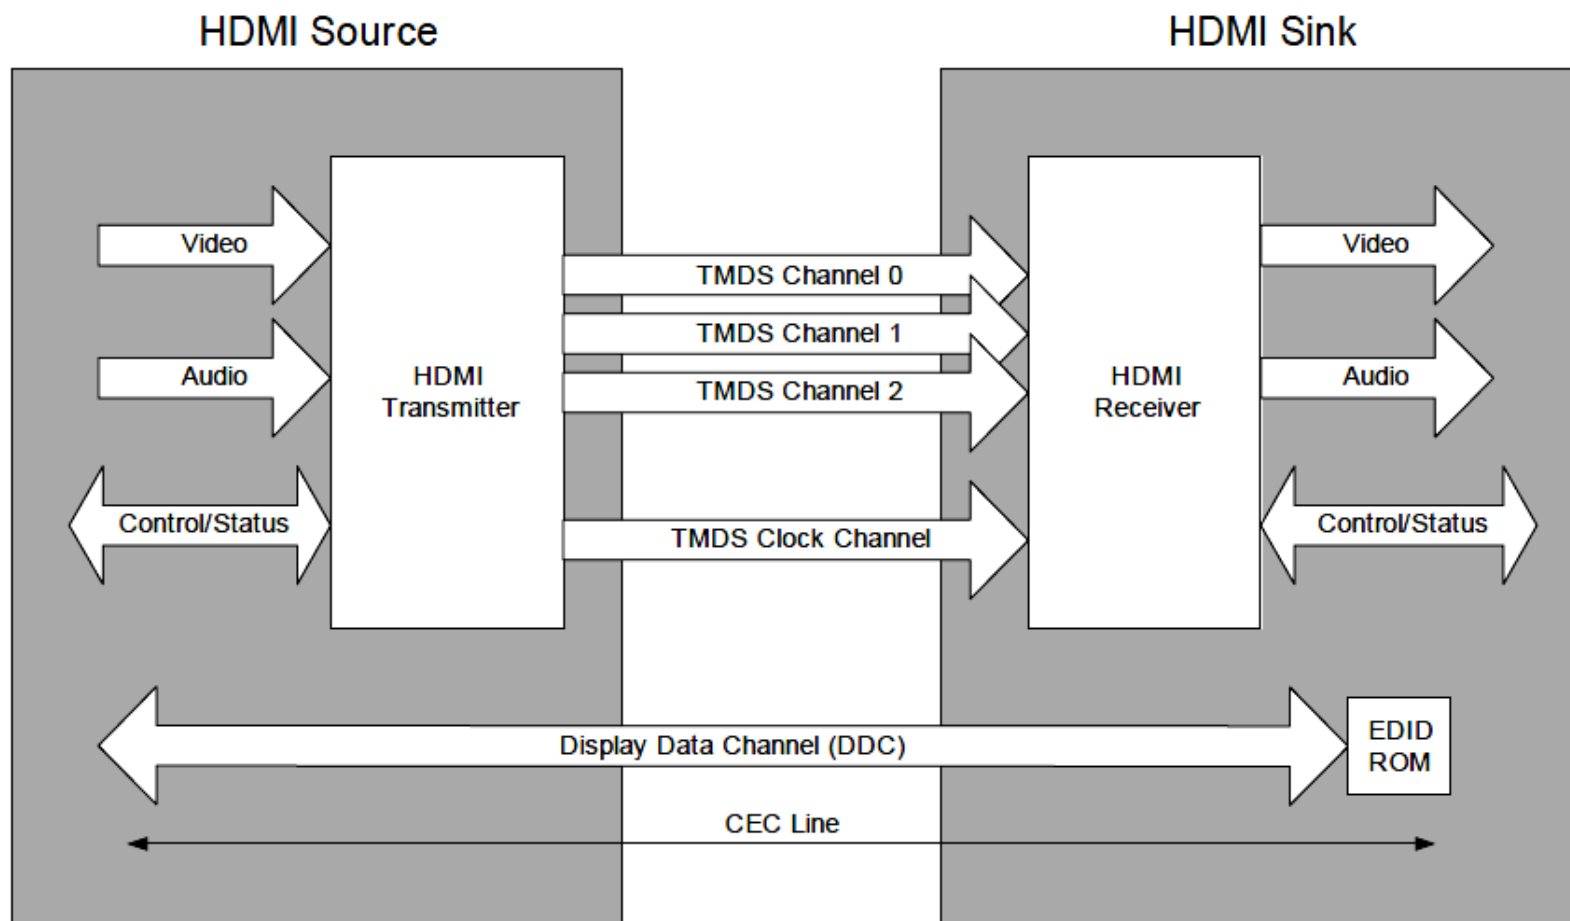 HDMI Source
HDMI Sink
Video
TMDS Channel 0
Video
TMDS Channel 1
Audio
HDMI
Transmitter
TMDS Channel 2
HDMI
Receiver
Audio
Control/Status
TMDS Clock Channel
Control/Status
Display Data Channel (DDC)
EDID
ROM
CEC Line